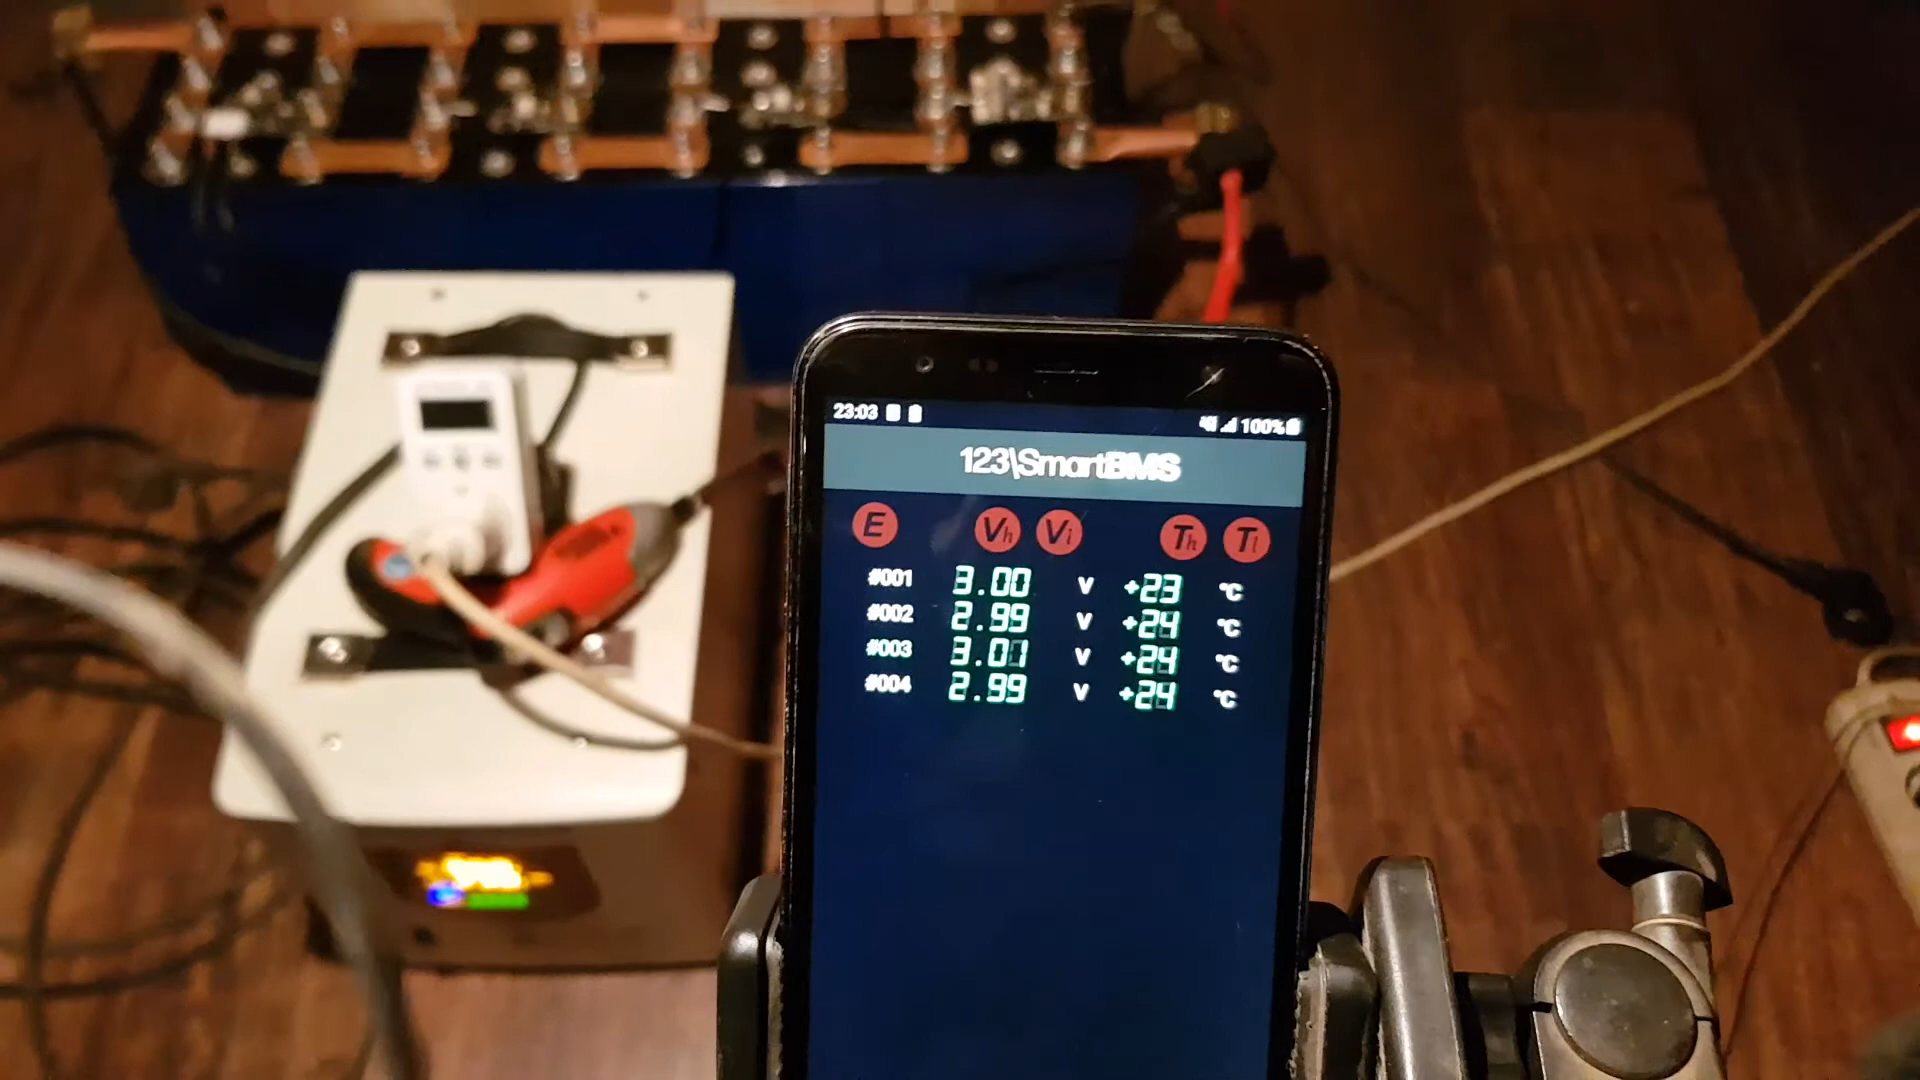 23:03 100%
123\SmartBMS
E Vh Vl Th Tl
#001 3.00 V +23 °C
#002 2.99 V +24 °C
#003 3.01 V +24 °C
#004 2.99 V +24 °C